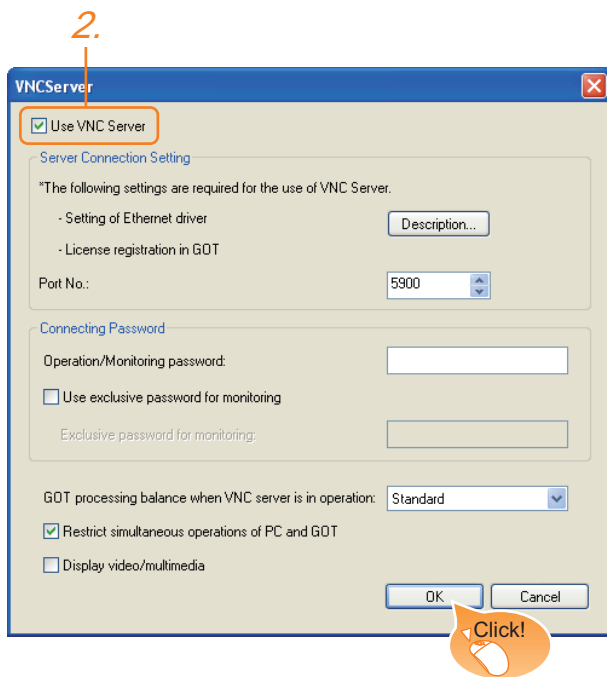 2.
VNCServer
Use VNC Server
Server Connection Setting
*The following settings are required for the use of VNC Server.
- Setting of Ethernet driver
Description...
- License registration in GOT
Port No.:
5900
Connecting Password
Operation/Monitoring password:
Use exclusive password for monitoring
Exclusive password for monitoring:
GOT processing balance when VNC server is in operation:
Standard
Restrict simultaneous operations of PC and GOT
Display video/multimedia
OK
Cancel
Click!